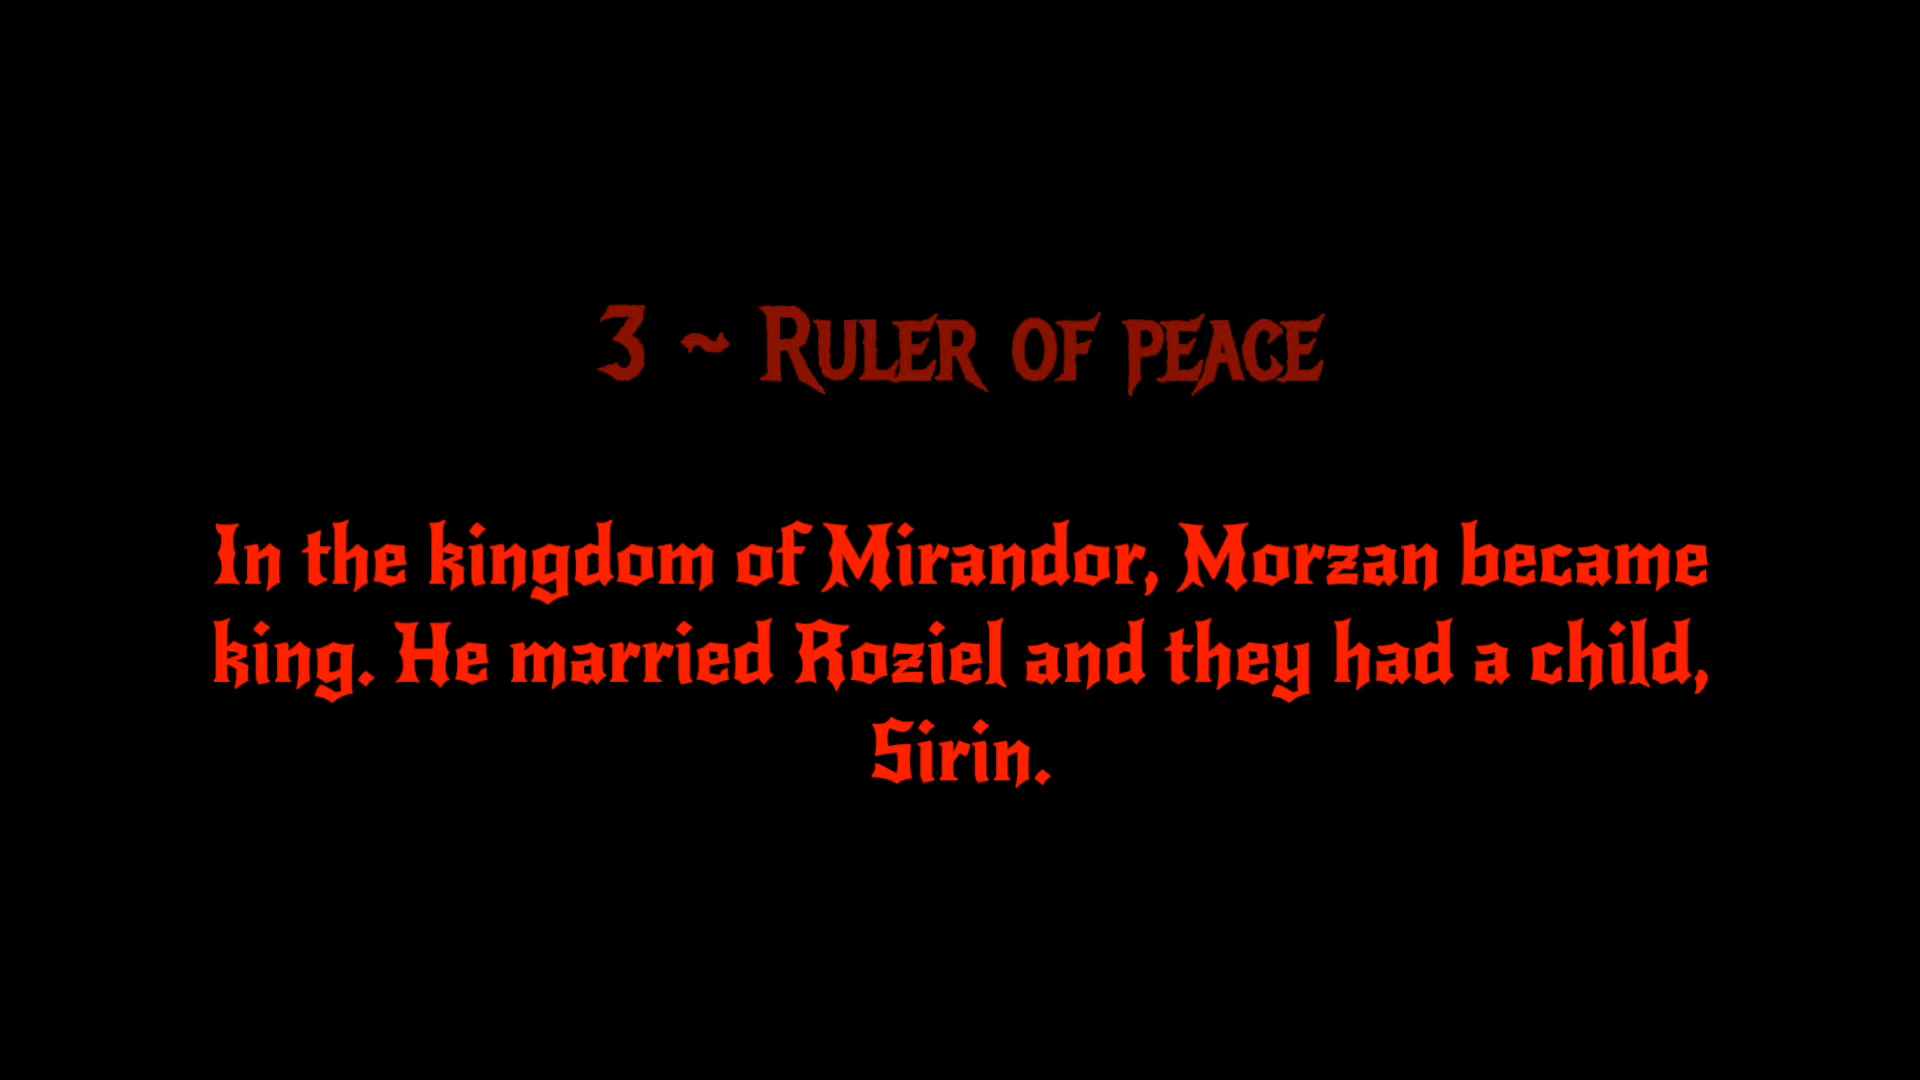 3 ~ Ruler of peace
In the kingdom of Mirandor, Morzan became
king. He married Roziel and they had a child,
Sirin.